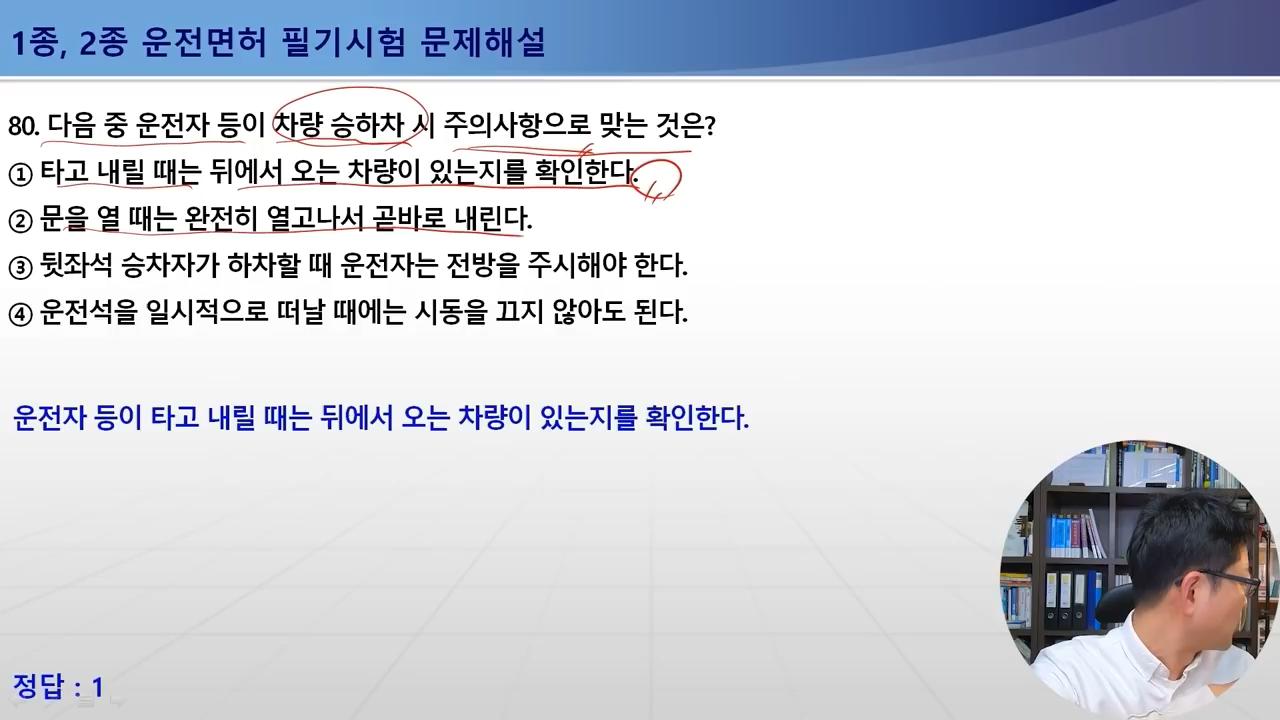 1종, 2종 운전면허 필기시험 문제해설
80. 다음 중 운전자 등이 차량 승하차 시 주의사항으로 맞는 것은?
① 타고 내릴 때는 뒤에서 오는 차량이 있는지를 확인한다.
② 문을 열 때는 완전히 열고나서 곧바로 내린다.
③ 뒷좌석 승차자가 하차할 때 운전자는 전방을 주시해야 한다.
④ 운전석을 일시적으로 떠날 때에는 시동을 끄지 않아도 된다.
운전자 등이 타고 내릴 때는 뒤에서 오는 차량이 있는지를 확인한다.
정답 : 1